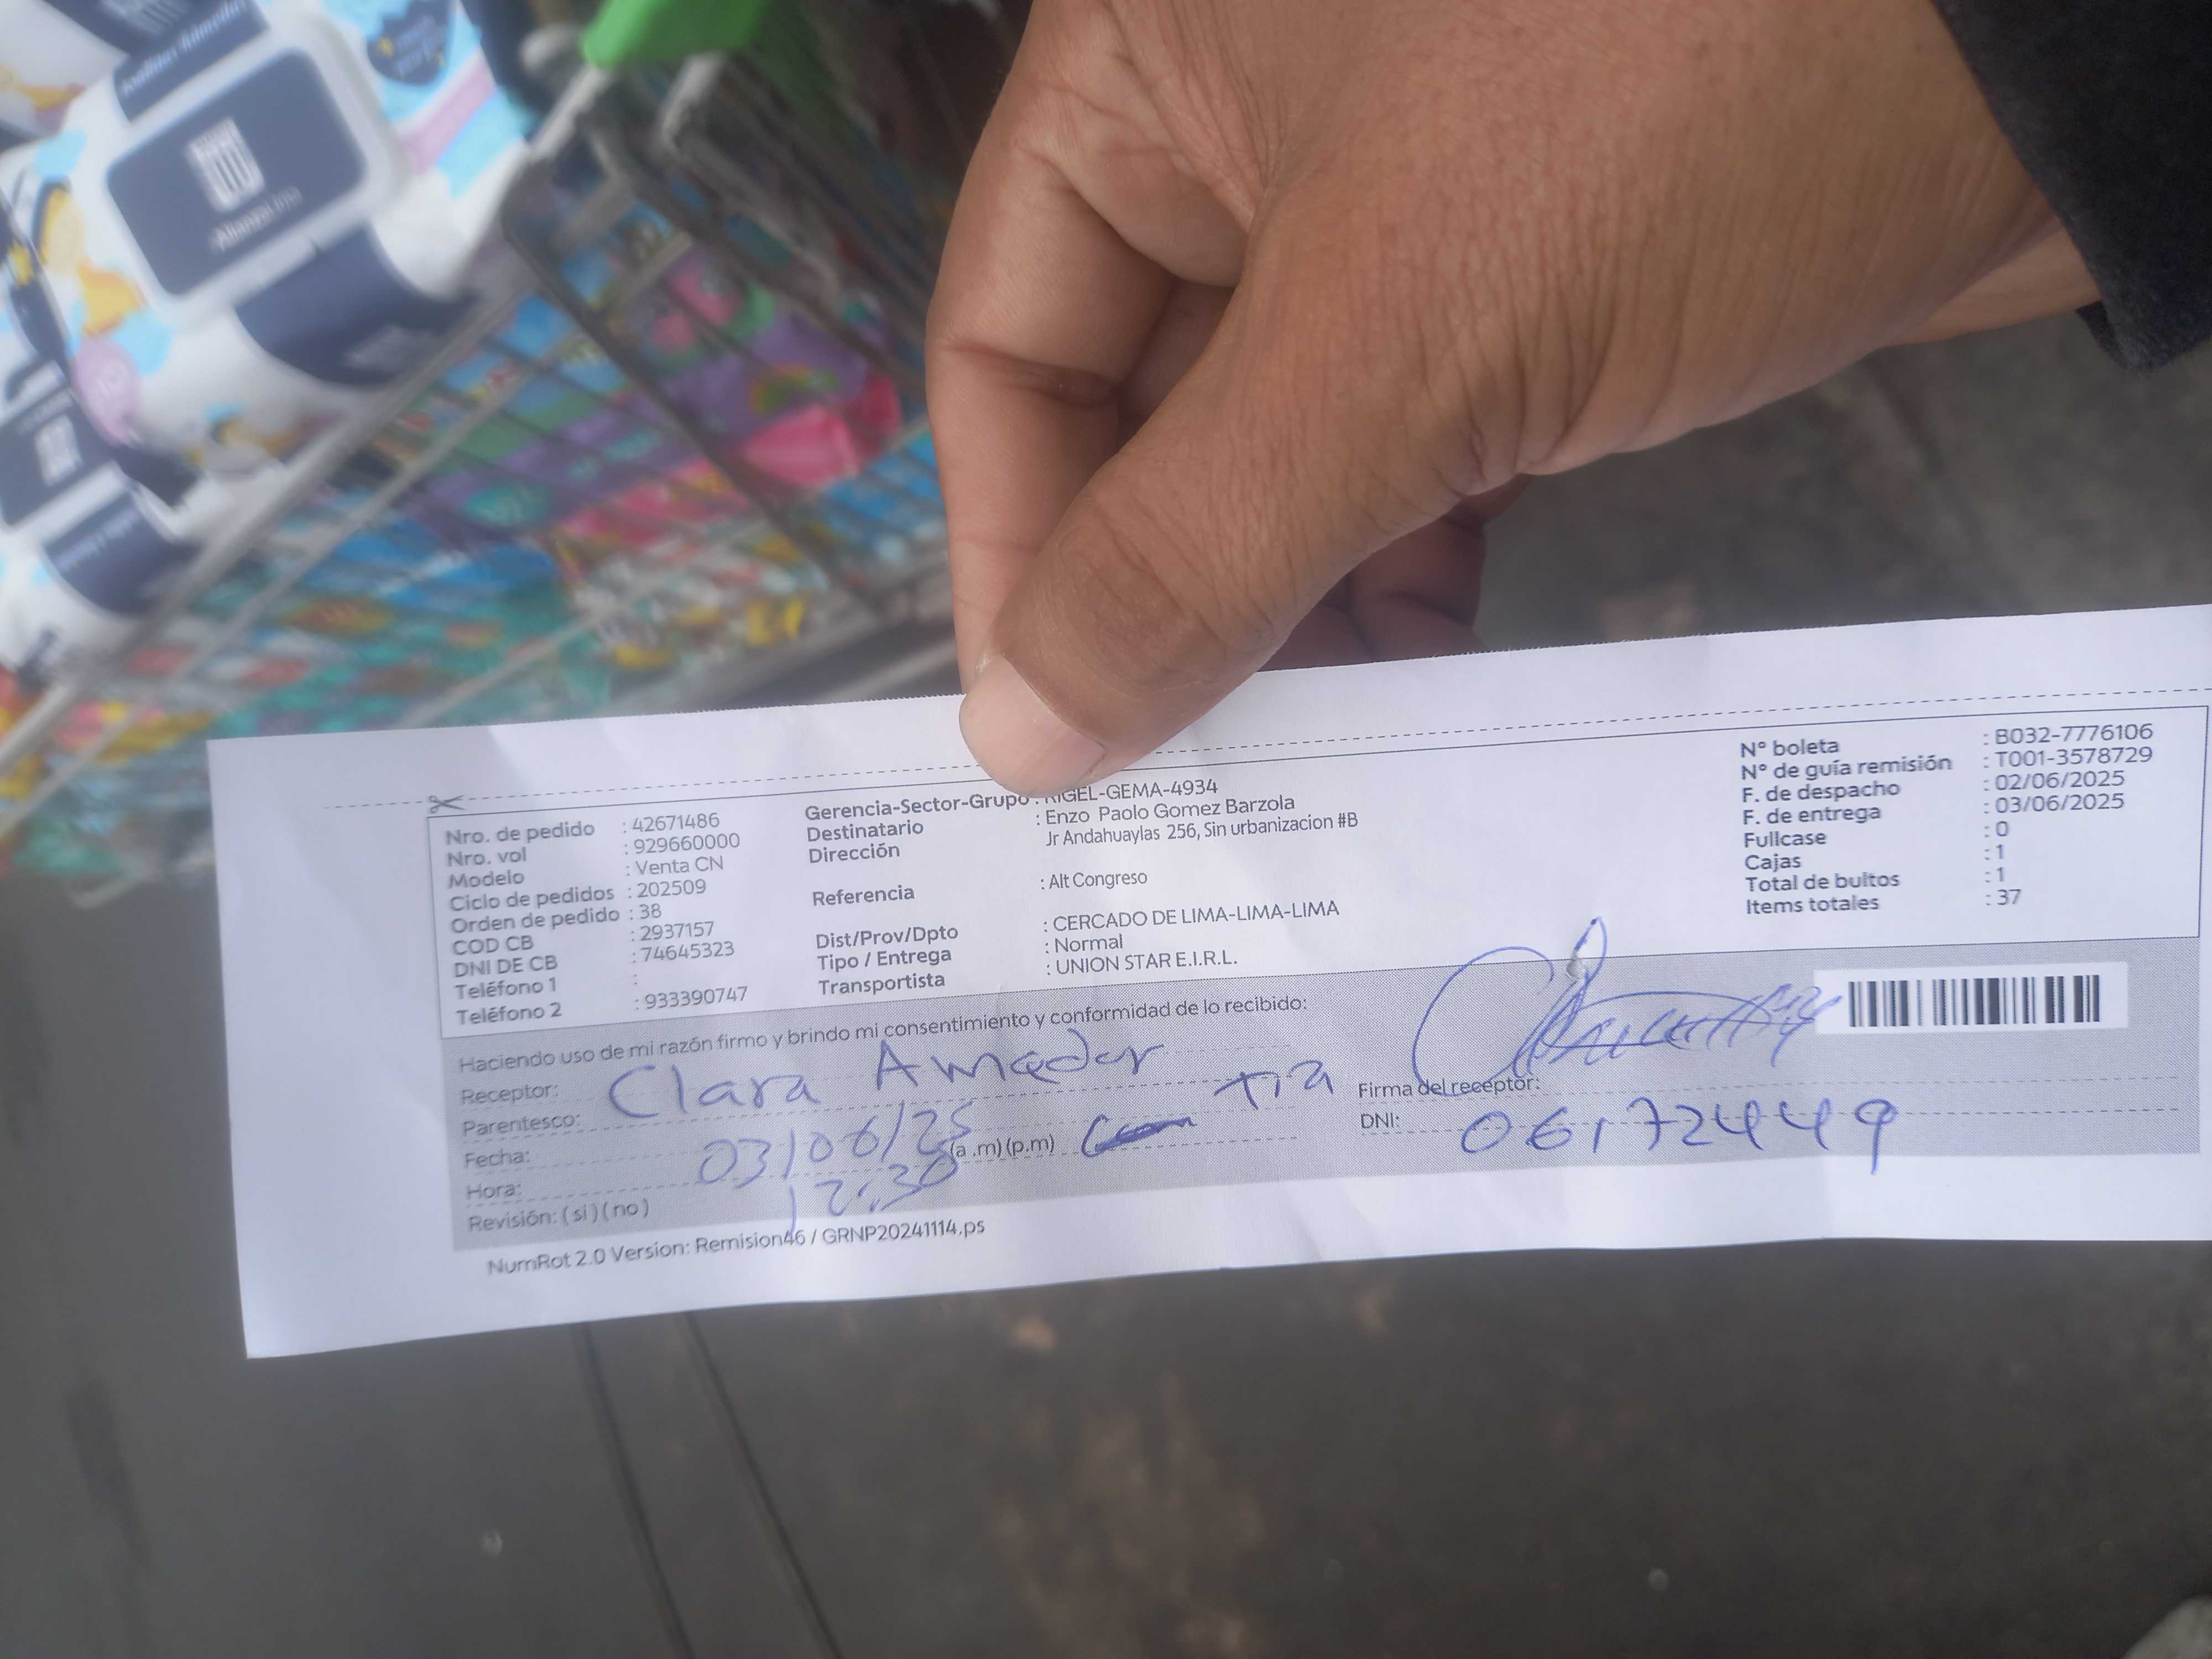 Nro. de pedido : 42671486
Nro. vol : 929660000
Modelo : Venta CN
Ciclo de pedidos : 202509
Orden de pedido : 38
COD CB : 2937157
DNI DE CB : 74645323
Teléfono 1 :
Teléfono 2 : 933390747
Gerencia-Sector-Grupo : RIGEL-GEMA-4934
Destinatario : Enzo Paolo Gomez Barzola
Dirección Jr Andahuaylas 256, Sin urbanizacion #B
Referencia : Alt Congreso
Dist/Prov/Dpto : CERCADO DE LIMA-LIMA-LIMA
Tipo / Entrega : Normal
Transportista : UNION STAR E.I.R.L.
N° boleta : B032-7776106
N° de guía remisión : T001-3578729
F. de despacho : 02/06/2025
F. de entrega : 03/06/2025
Fullcase : 0
Cajas : 1
Total de bultos : 1
Items totales : 37
Haciendo uso de mi razón firmo y brindo mi consentimiento y conformidad de lo recibido:
Receptor: Clara Amador
Parentesco: tia
Fecha: 03/06/25
Hora: 12:30 (a .m) (p.m)
Revisión: ( si ) ( no )
Firma del receptor:
DNI: 06172449
NumRot 2.0 Version: Remision46 / GRNP20241114.ps